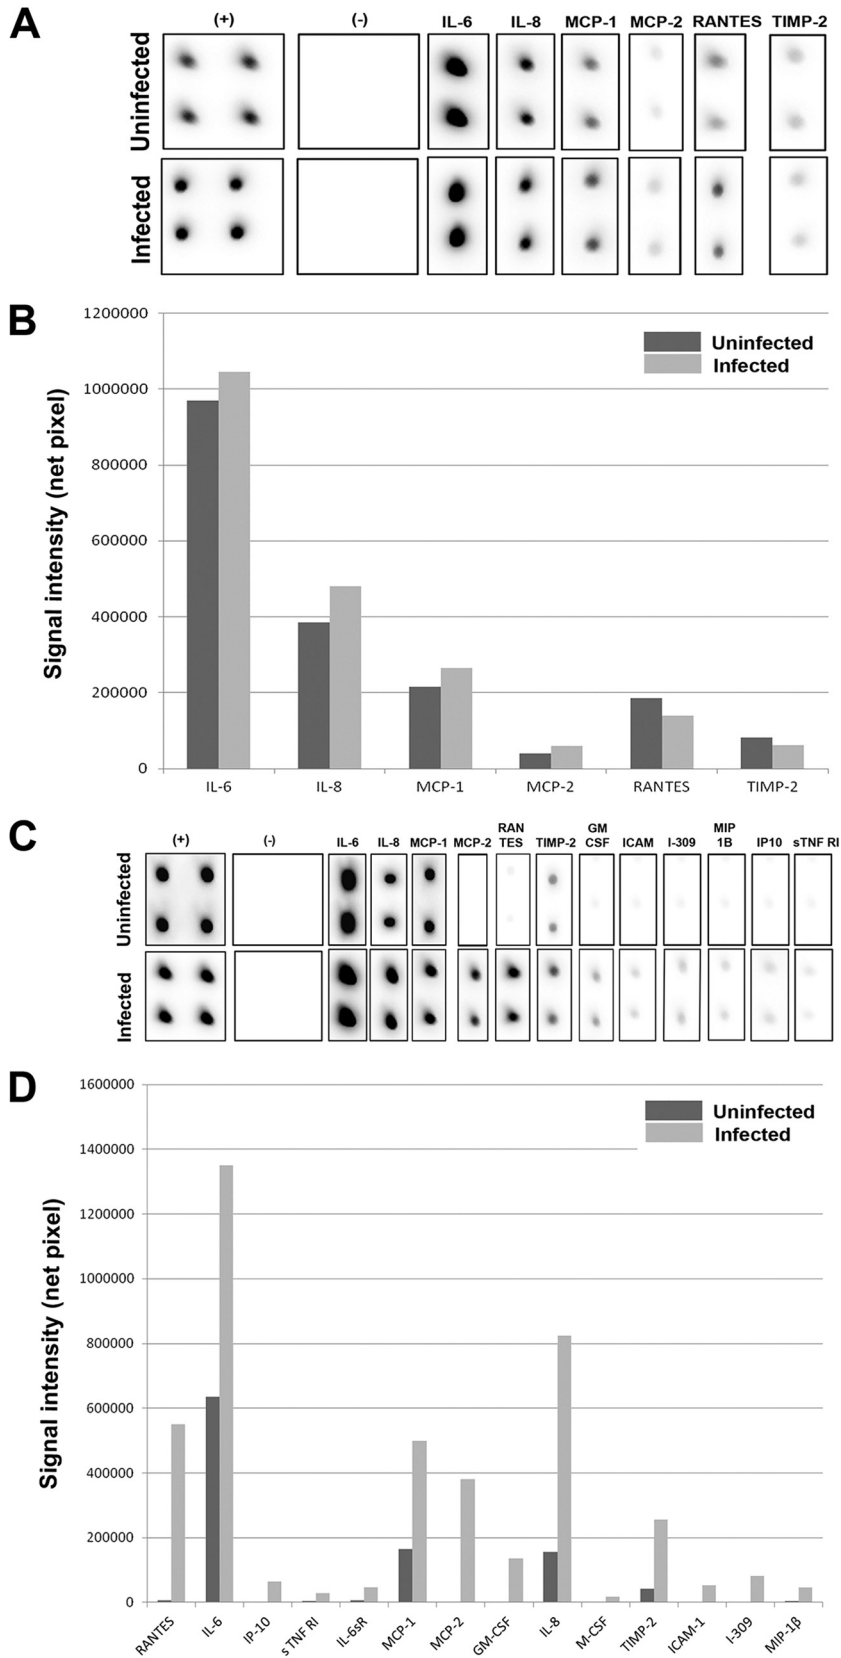 A
(+) (-) IL-6 IL-8 MCP-1 MCP-2 RANTES TIMP-2
Uninfected
Infected
B
1200000
1000000
800000
600000
400000
200000
0
Signal intensity (net pixel)
Uninfected
Infected
IL-6 IL-8 MCP-1 MCP-2 RANTES TIMP-2
C
(+) (-) IL-6 IL-8 MCP-1 MCP-2 RAN TES TIMP-2 GM CSF ICAM I-309 MIP 1B IP10 sTNF RI
Uninfected
Infected
D
1600000
1400000
1200000
1000000
800000
600000
400000
200000
0
Signal intensity (net pixel)
Uninfected
Infected
RANTES IL-6 IP-10 s TNF RI IL-6sR MCP-1 MCP-2 GM-CSF IL-8 M-CSF TIMP-2 ICAM-1 I-309 MIP-1β